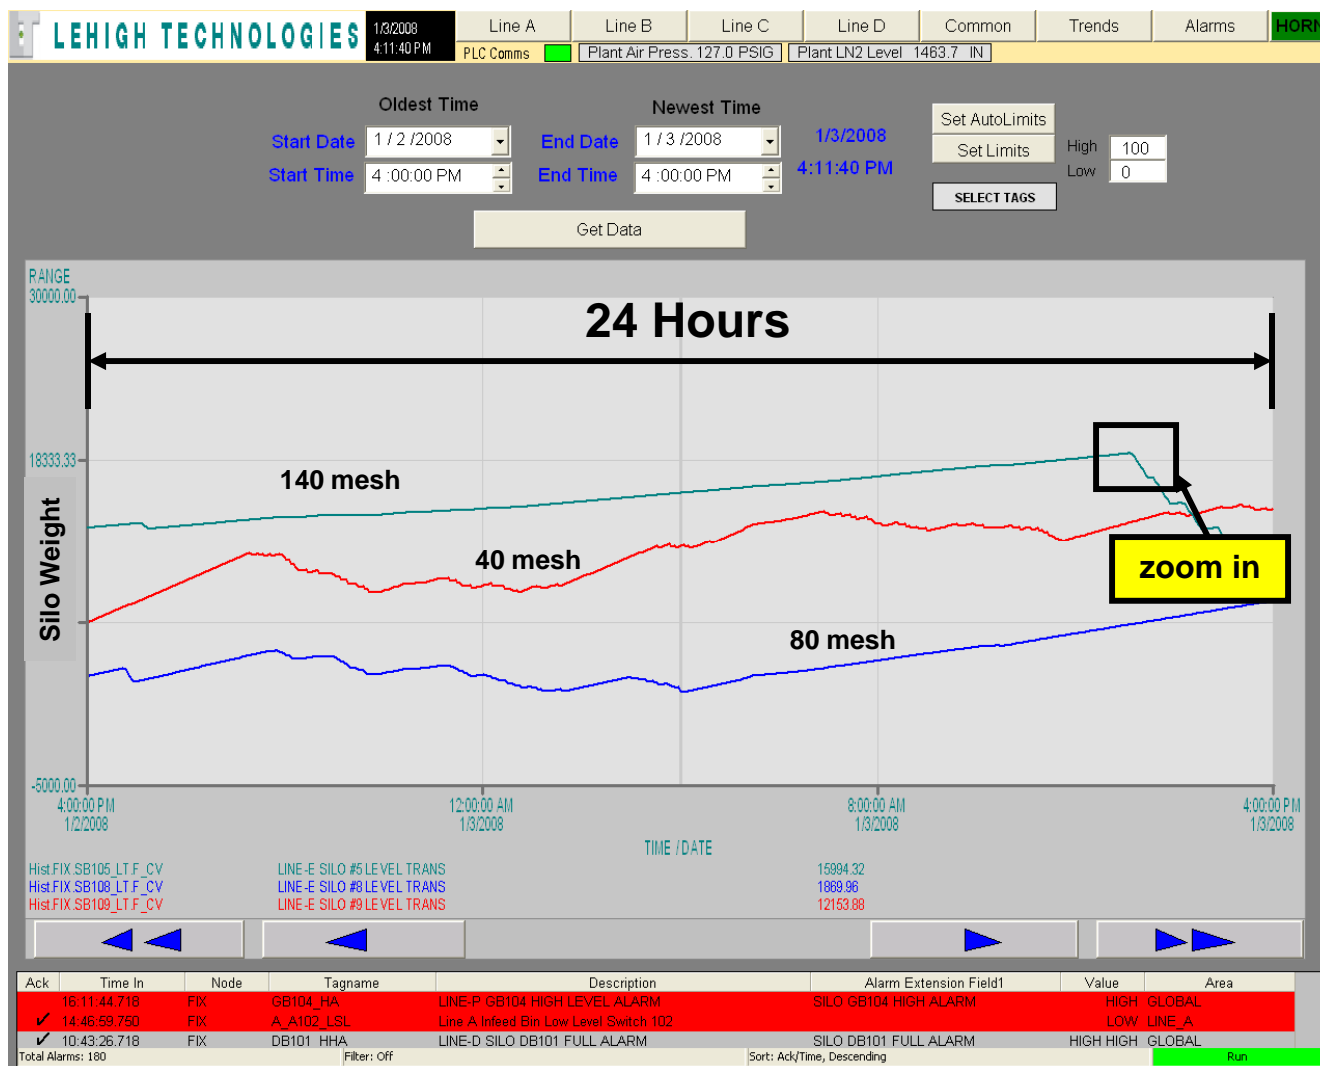 LEHIGH TECHNOLOGIES
1/3/2008
4:11:40 PM
Line A Line B Line C Line D Common Trends Alarms HORN
PLC Comms Plant Air Press. 127.0 PSIG Plant LN2 Level 1463.7 IN
Oldest Time Newest Time
Start Date 1 / 2 /2008 End Date 1 / 3 /2008 1/3/2008
Start Time 4 :00:00 PM End Time 4 :00:00 PM 4:11:40 PM
Set AutoLimits
Set Limits
High 100
Low 0
SELECT TAGS
Get Data
RANGE
30000.00
24 Hours
18333.33
140 mesh
Silo Weight
40 mesh
zoom in
80 mesh
-5000.00
4:00:00 PM 12:00:00 AM 8:00:00 AM 4:00:00 PM
1/2/2008 1/3/2008 1/3/2008 1/3/2008
TIME / DATE
Hist.FIX.SB105_LT.F_CV LINE-E SILO #5 LEVEL TRANS 15994.32
Hist.FIX.SB108_LT.F_CV LINE-E SILO #8 LEVEL TRANS 1869.96
Hist.FIX.SB109_LT.F_CV LINE-E SILO #9 LEVEL TRANS 12153.88
Ack Time In Node Tagname Description Alarm Extension Field1 Value Area
16:11:44.718 FIX GB104_HA LINE-P GB104 HIGH LEVEL ALARM SILO GB104 HIGH ALARM HIGH GLOBAL
14:46:59.750 FIX A_A102_LSL Line A Infeed Bin Low Level Switch 102 LOW LINE_A
10:43:26.718 FIX DB101_HHA LINE-D SILO DB101 FULL ALARM SILO DB101 FULL ALARM HIGH HIGH GLOBAL
Total Alarms: 180 Filter: Off Sort: Ack/Time, Descending Run